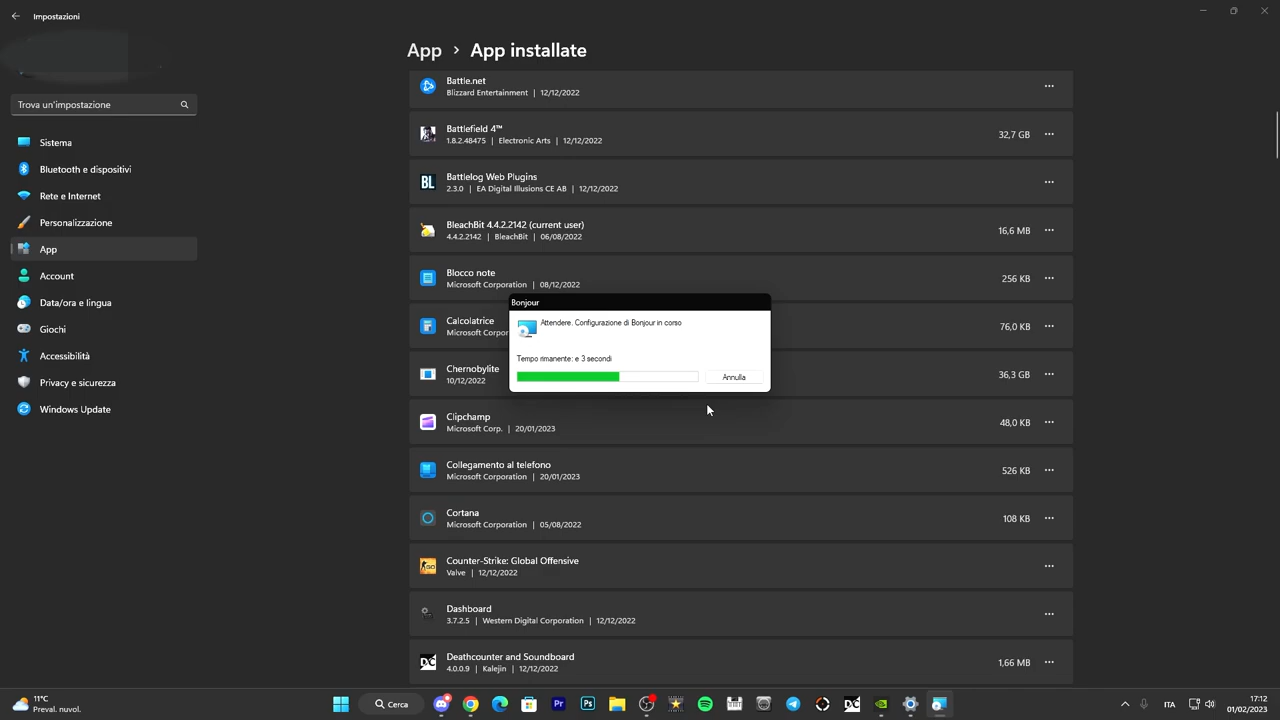 Impostazioni
Trova un'impostazione
Sistema
Bluetooth e dispositivi
Rete e Internet
Personalizzazione
App
Account
Data/ora e lingua
Giochi
Accessibilità
Privacy e sicurezza
Windows Update
App > App installate
Battle.net
Blizzard Entertainment | 12/12/2022
Battlefield 4™
1.8.2.48475 | Electronic Arts | 12/12/2022
32,7 GB
Battlelog Web Plugins
2.3.0 | EA Digital Illusions CE AB | 12/12/2022
BL
BleachBit 4.4.2.2142 (current user)
4.4.2.2142 | BleachBit | 06/08/2022
16,6 MB
Blocco note
Microsoft Corporation | 08/12/2022
256 KB
Calcolatrice
Microsoft Corpor
76,0 KB
Chernobylite
10/12/2022
36,3 GB
Bonjour
Attendere. Configurazione di Bonjour in corso
Tempo rimanente: e 3 secondi
Annulla
Clipchamp
Microsoft Corp. | 20/01/2023
48,0 KB
Collegamento al telefono
Microsoft Corporation | 20/01/2023
526 KB
Cortana
Microsoft Corporation | 05/08/2022
108 KB
Counter-Strike: Global Offensive
Valve | 12/12/2022
Dashboard
3.7.2.5 | Western Digital Corporation | 12/12/2022
Deathcounter and Soundboard
4.0.0.9 | Kalejin | 12/12/2022
1,66 MB
DC
11°C
Preval. nuvol.
Cerca
Pr
Ps
DC
ITA
17:12
01/02/2023